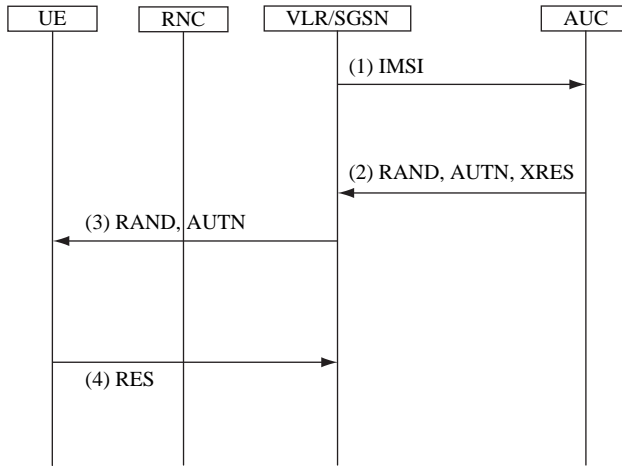 UE
RNC
VLR/SGSN
AUC
(1) IMSI
(2) RAND, AUTN, XRES
(3) RAND, AUTN
(4) RES